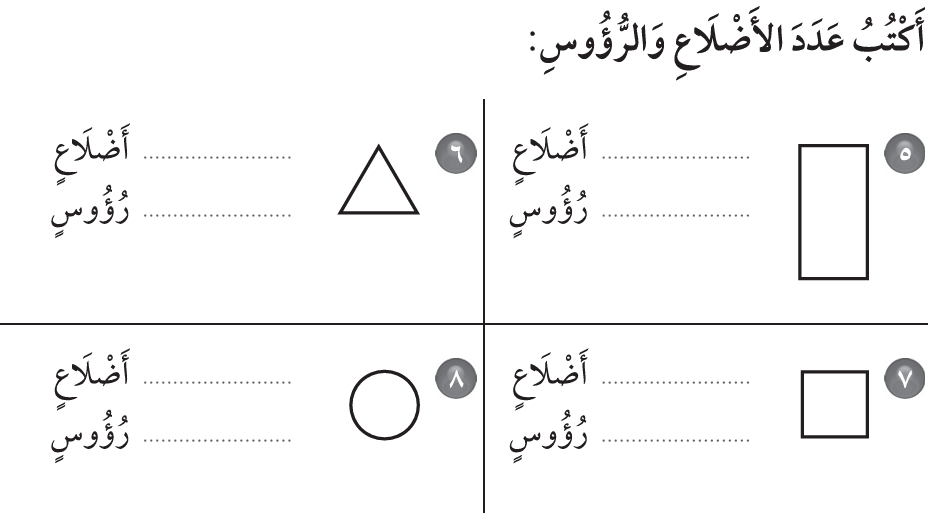 أَكْتُبُ عَدَدَ الأَضْلَاعِ وَالرُّؤُوسِ:
٥ ........................ أَضْلَاعٍ
........................ رُؤُوسٍ
٦ ........................ أَضْلَاعٍ
........................ رُؤُوسٍ
٧ ........................ أَضْلَاعٍ
........................ رُؤُوسٍ
٨ ........................ أَضْلَاعٍ
........................ رُؤُوسٍ